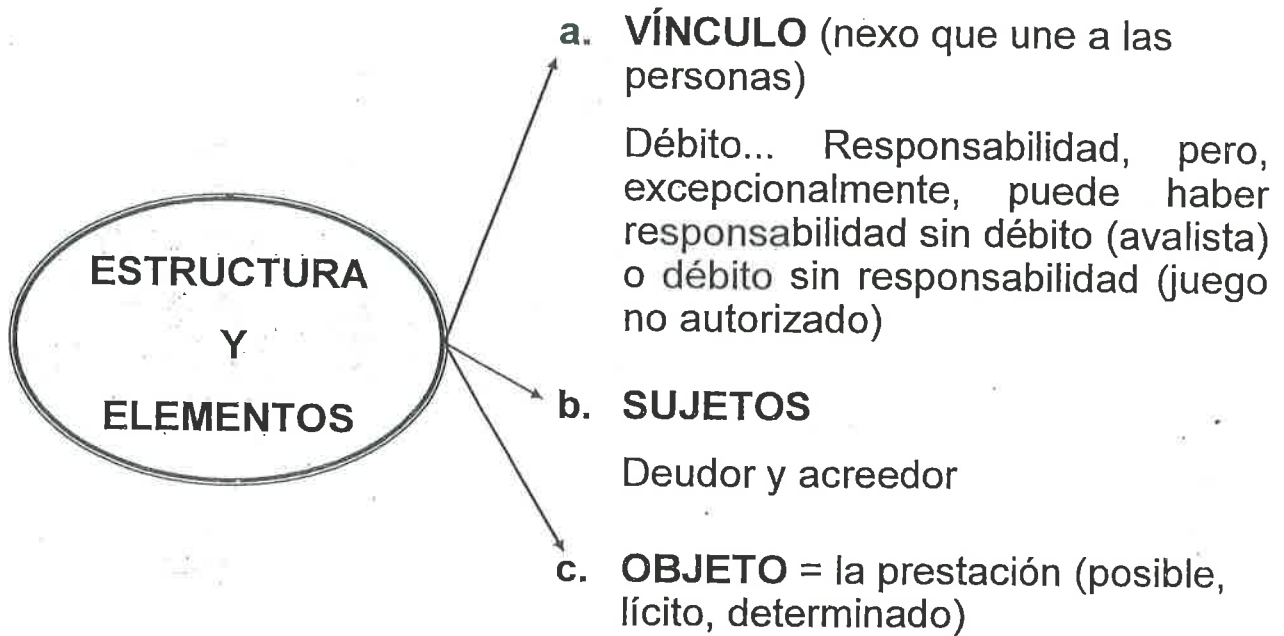 ESTRUCTURA
Y
ELEMENTOS
a. VÍNCULO (nexo que une a las
personas)
Débito... Responsabilidad, pero,
excepcionalmente, puede haber
responsabilidad sin débito (avalista)
o débito sin responsabilidad (juego
no autorizado)
b. SUJETOS
Deudor y acreedor
c. OBJETO = la prestación (posible,
lícito, determinado)